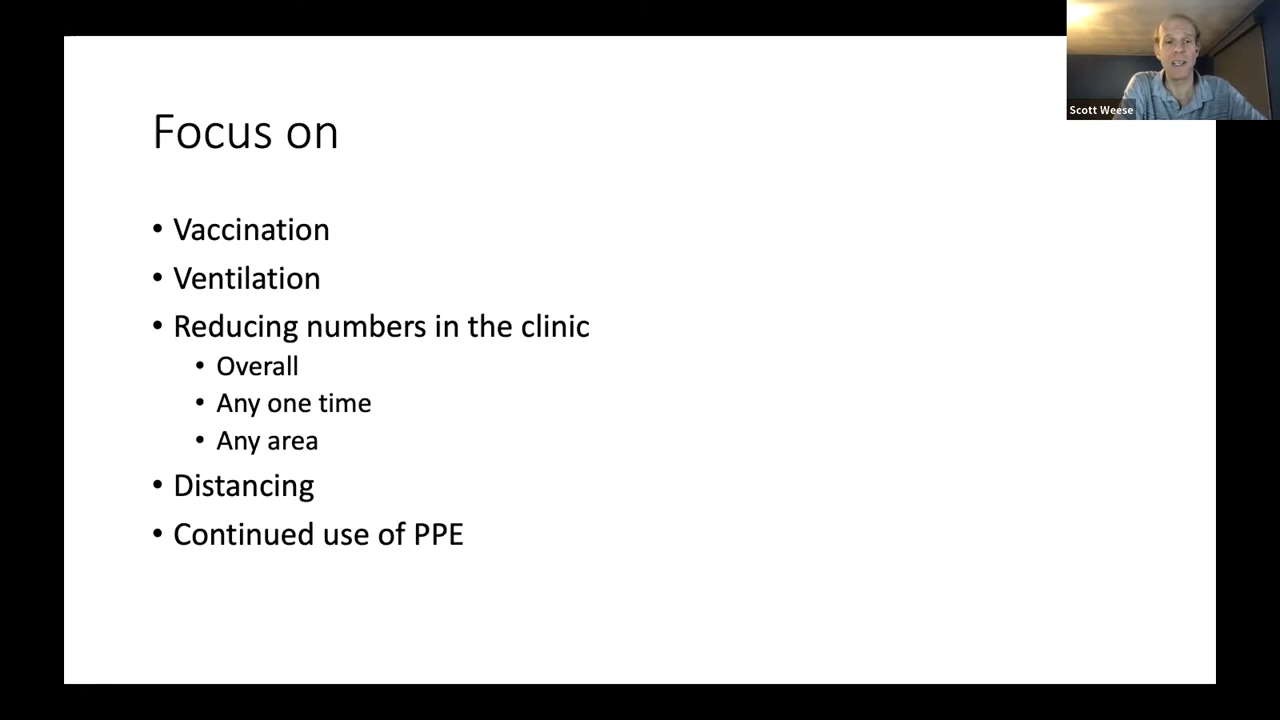 Scott Weese
Focus on
• Vaccination
• Ventilation
• Reducing numbers in the clinic
• Overall
• Any one time
• Any area
• Distancing
• Continued use of PPE